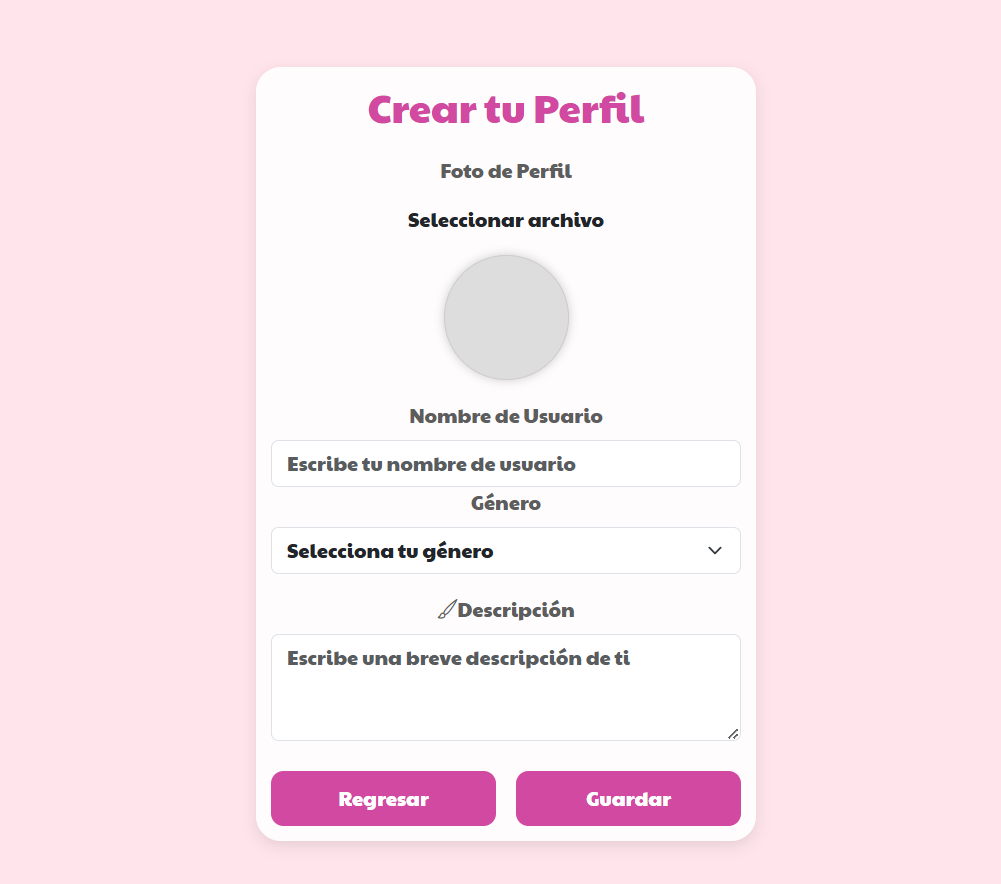 Crear tu Perfil
Foto de Perfil
Seleccionar archivo
Nombre de Usuario
Escribe tu nombre de usuario
Género
Selecciona tu género
Descripción
Escribe una breve descripción de ti
Regresar Guardar